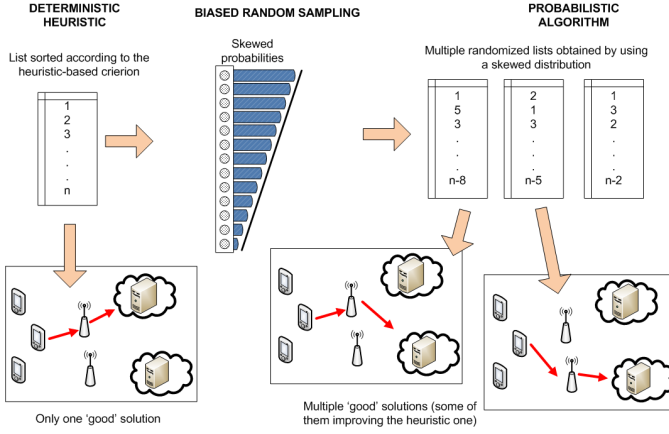 DETERMINISTIC
HEURISTIC
BIASED RANDOM SAMPLING
PROBABILISTIC
ALGORITHM
List sorted according to the
heuristic-based crierion
Skewed
probabilities
Multiple randomized lists obtained by using
a skewed distribution
1
2
3
.
.
.
n
1
5
3
.
.
.
n-8
2
1
3
.
.
.
n-5
1
3
2
.
.
.
n-2
Only one ‘good’ solution
Multiple ‘good’ solutions (some of
them improving the heuristic one)